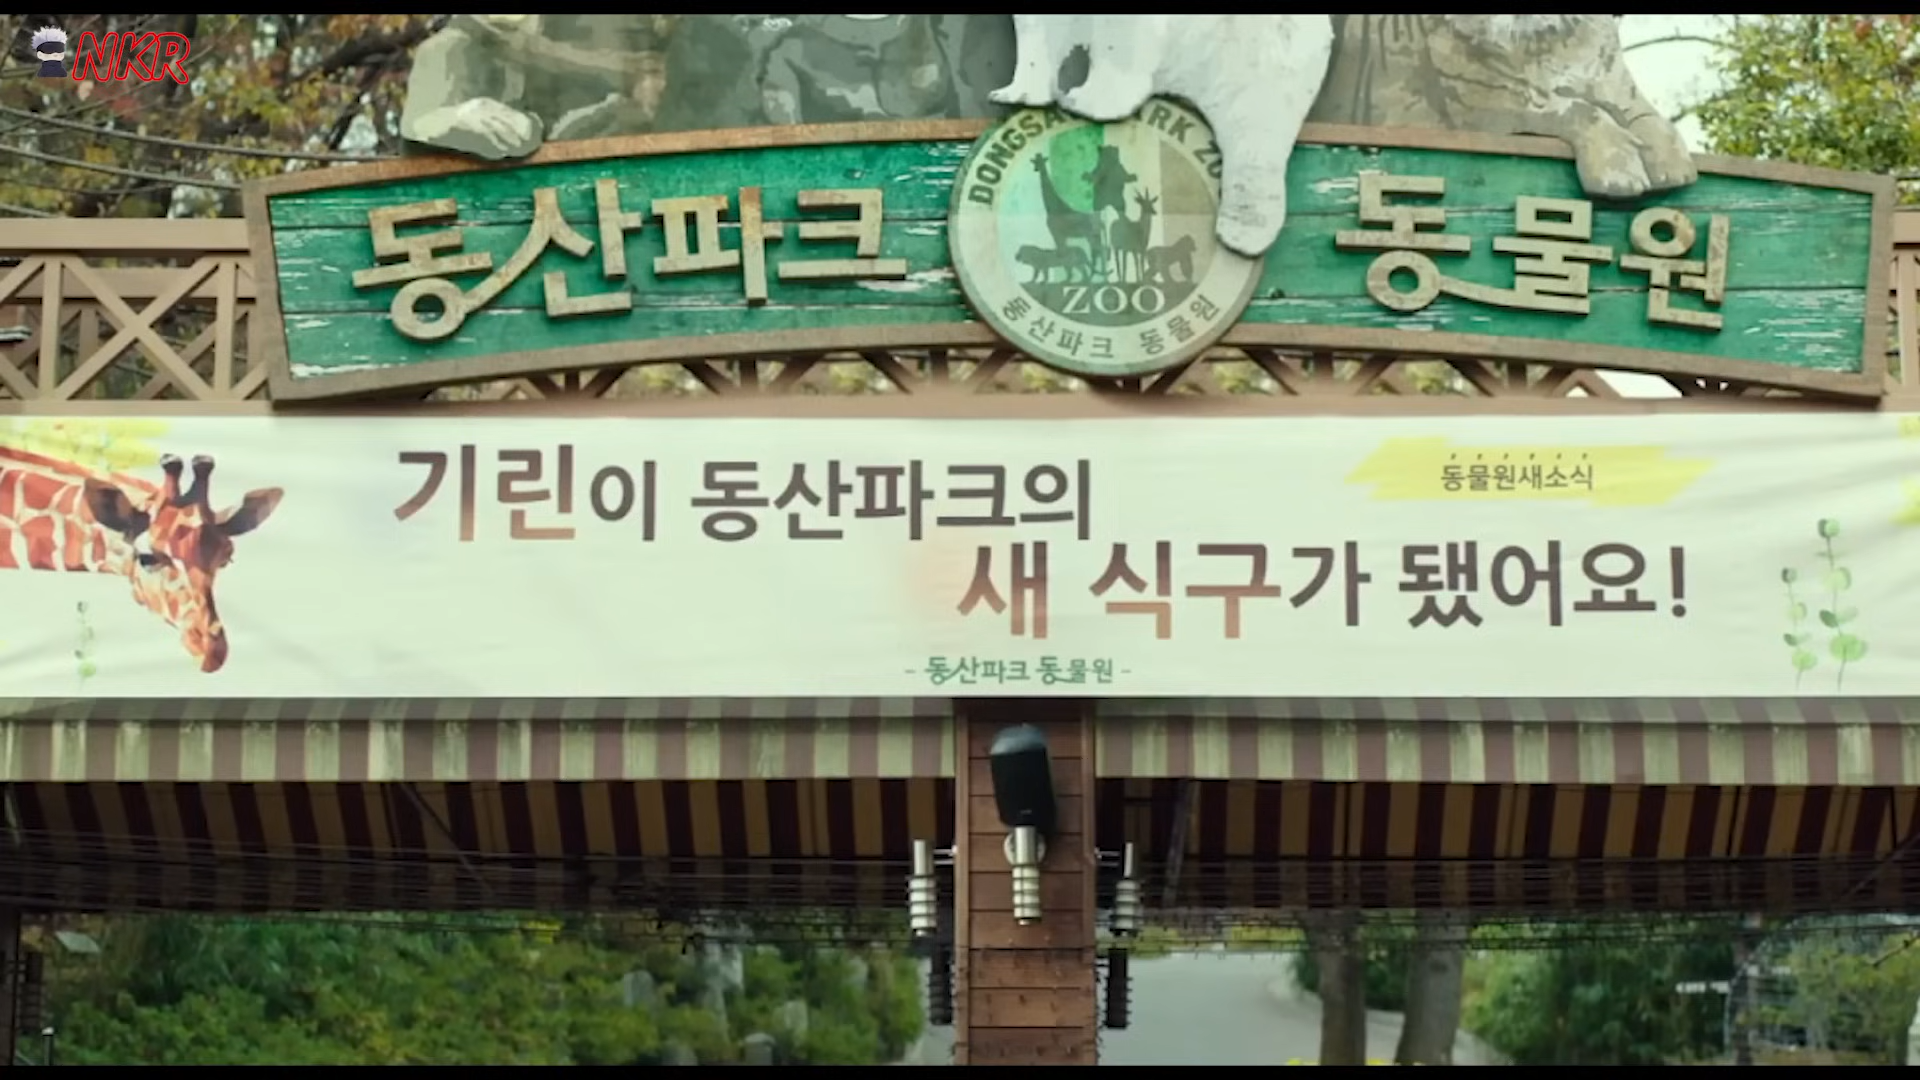 NKR
동산파크 동물원
ZOO
동산파크 동물원
동물원새소식
기린이 동산파크의
새 식구가 됐어요!
- 동산파크 동물원 -